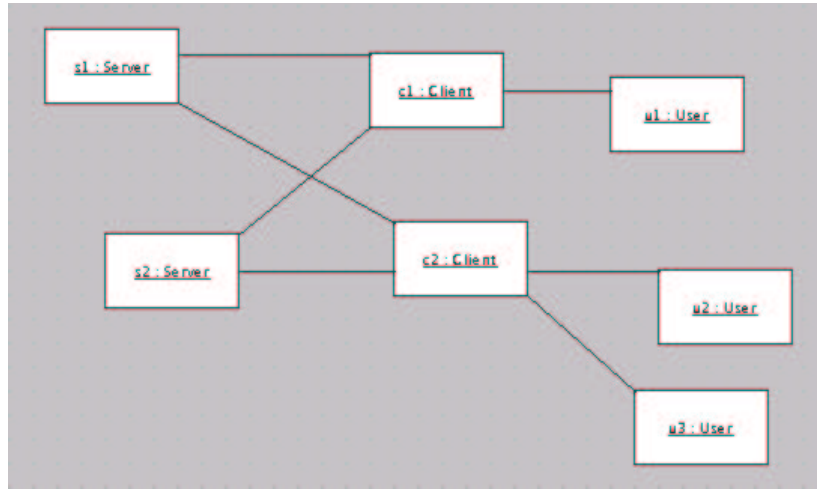 s1 : Server
c1 : Client
u1 : User
s2 : Server
c2 : Client
u2 : User
u3 : User